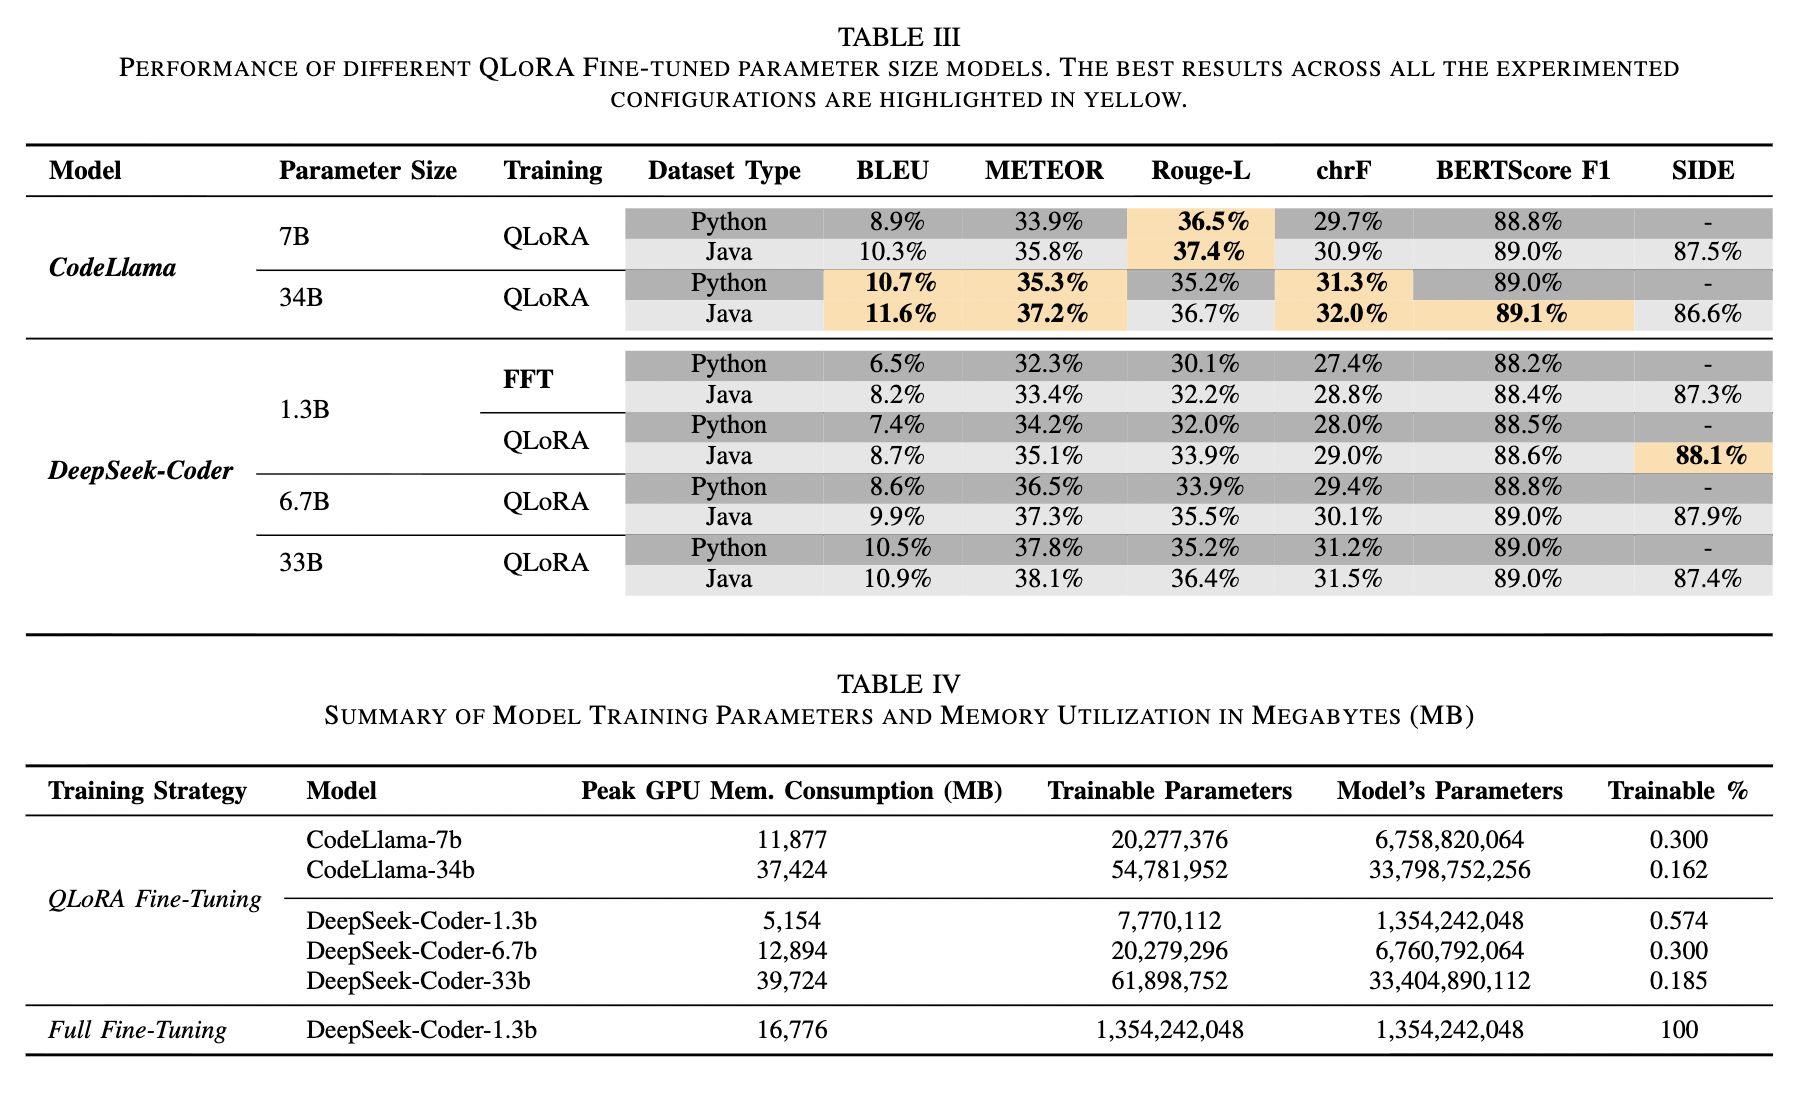 TABLE III
PERFORMANCE OF DIFFERENT QLORA FINE-TUNED PARAMETER SIZE MODELS. THE BEST RESULTS ACROSS ALL THE EXPERIMENTED
CONFIGURATIONS ARE HIGHLIGHTED IN YELLOW.
Model Parameter Size Training Dataset Type BLEU METEOR Rouge-L chrF BERTScore F1 SIDE
CodeLlama
7B QLoRA
Python 8.9% 33.9% 36.5% 29.7% 88.8% -
Java 10.3% 35.8% 37.4% 30.9% 89.0% 87.5%
34B QLoRA
Python 10.7% 35.3% 35.2% 31.3% 89.0% -
Java 11.6% 37.2% 36.7% 32.0% 89.1% 86.6%
DeepSeek-Coder
1.3B
FFT
Python 6.5% 32.3% 30.1% 27.4% 88.2% -
Java 8.2% 33.4% 32.2% 28.8% 88.4% 87.3%
QLoRA
Python 7.4% 34.2% 32.0% 28.0% 88.5% -
Java 8.7% 35.1% 33.9% 29.0% 88.6% 88.1%
6.7B QLoRA
Python 8.6% 36.5% 33.9% 29.4% 88.8% -
Java 9.9% 37.3% 35.5% 30.1% 89.0% 87.9%
33B QLoRA
Python 10.5% 37.8% 35.2% 31.2% 89.0% -
Java 10.9% 38.1% 36.4% 31.5% 89.0% 87.4%
TABLE IV
SUMMARY OF MODEL TRAINING PARAMETERS AND MEMORY UTILIZATION IN MEGABYTES (MB)
Training Strategy Model Peak GPU Mem. Consumption (MB) Trainable Parameters Model's Parameters Trainable %
QLoRA Fine-Tuning
CodeLlama-7b 11,877 20,277,376 6,758,820,064 0.300
CodeLlama-34b 37,424 54,781,952 33,798,752,256 0.162
DeepSeek-Coder-1.3b 5,154 7,770,112 1,354,242,048 0.574
DeepSeek-Coder-6.7b 12,894 20,279,296 6,760,792,064 0.300
DeepSeek-Coder-33b 39,724 61,898,752 33,404,890,112 0.185
Full Fine-Tuning DeepSeek-Coder-1.3b 16,776 1,354,242,048 1,354,242,048 100